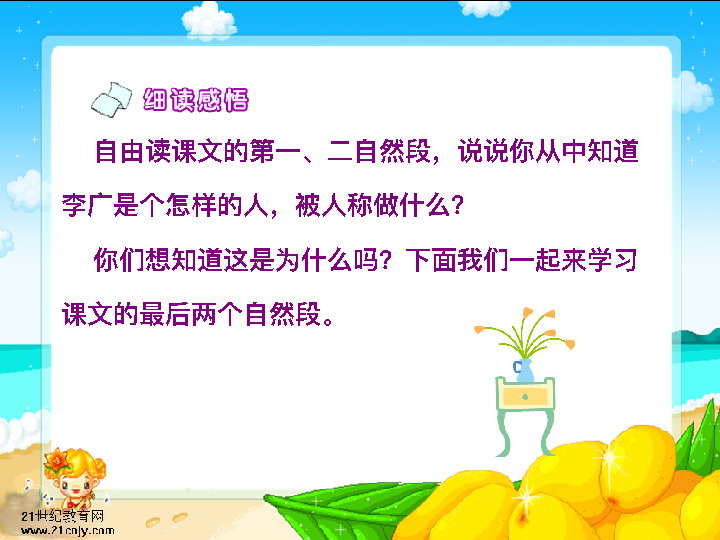 细读感悟
自由读课文的第一、二自然段，说说你从中知道
李广是个怎样的人，被人称做什么？
你们想知道这是为什么吗？下面我们一起来学习
课文的最后两个自然段。
21世纪教育网
www.21cnjy.com